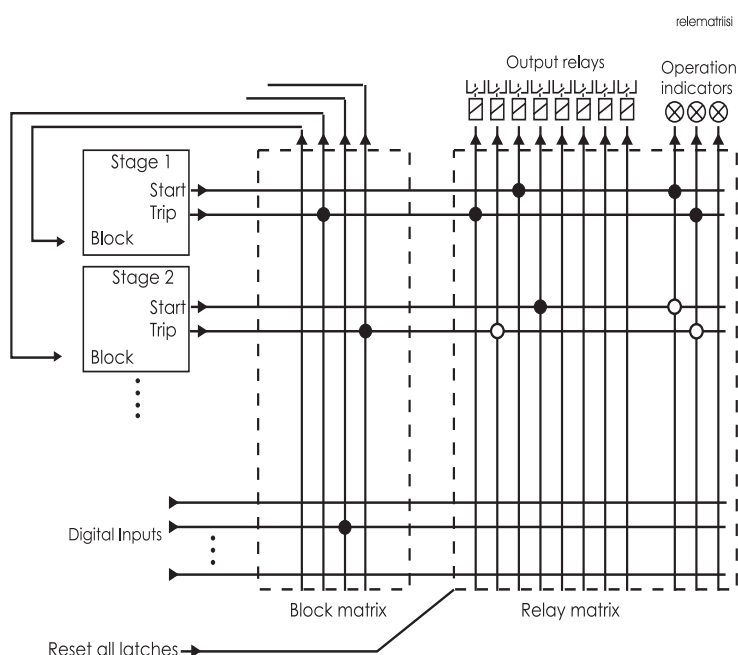 relematriisi
Output relays
Operation
indicators
Stage 1
Start
Trip
Block
Stage 2
Start
Trip
Block
Digital Inputs
Block matrix
Relay matrix
Reset all latches